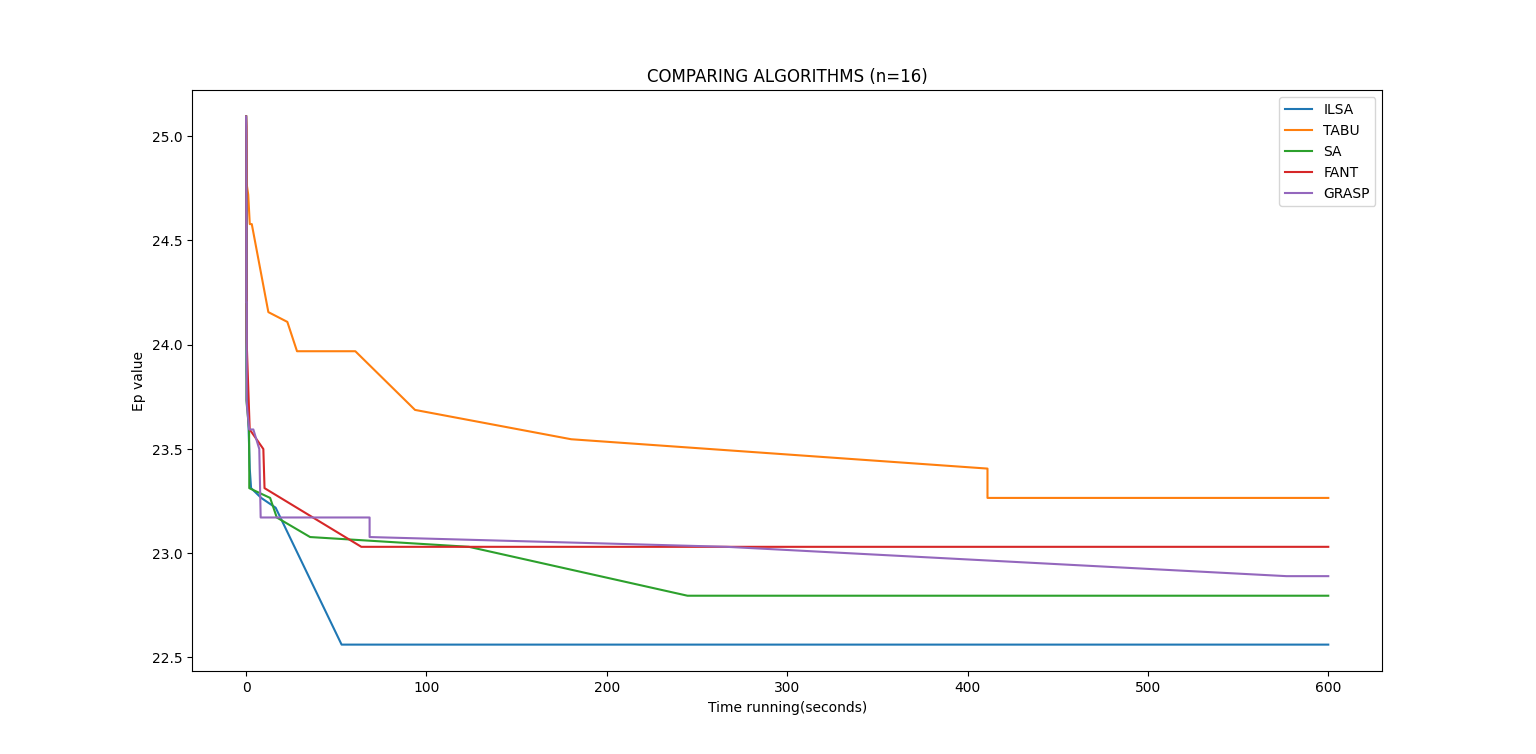 COMPARING ALGORITHMS (n=16)
ILSA
TABU
SA
FANT
GRASP
Ep value
25.0
24.5
24.0
23.5
23.0
22.5
0 100 200 300 400 500 600
Time running(seconds)